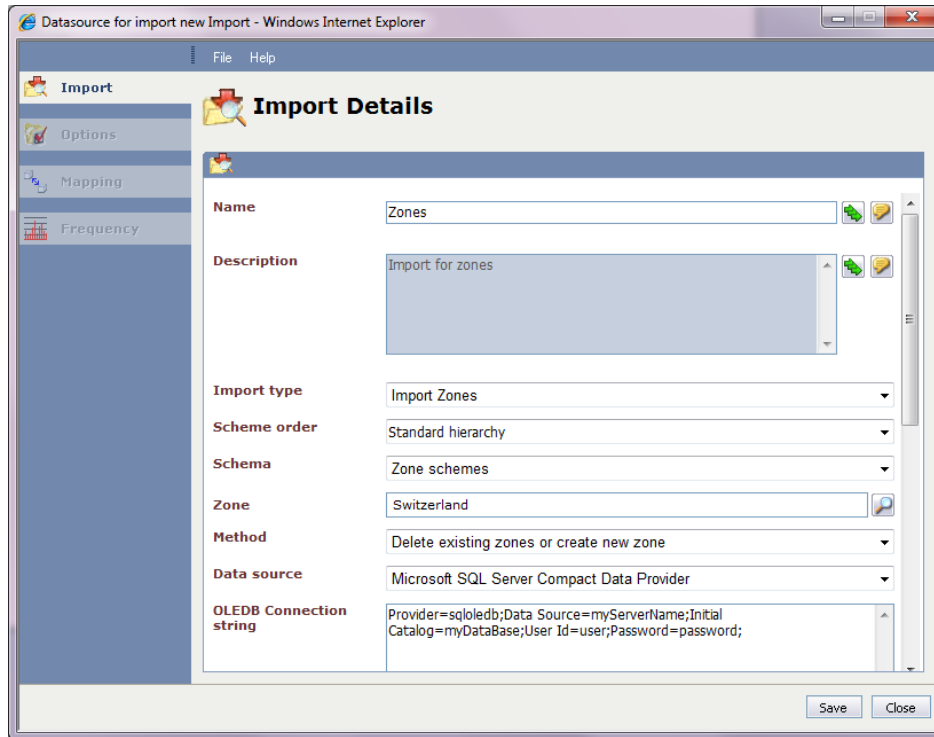 Datasource for import new Import - Windows Internet Explorer
File Help
Import
Options
Mapping
Frequency
Import Details
Name
Zones
Description
Import for zones
Import type
Import Zones
Scheme order
Standard hierarchy
Schema
Zone schemes
Zone
Switzerland
Method
Delete existing zones or create new zone
Data source
Microsoft SQL Server Compact Data Provider
OLEDB Connection
string
Provider=sqloledb;Data Source=myServerName;Initial
Catalog=myDataBase;User Id=user;Password=password;
Save Close